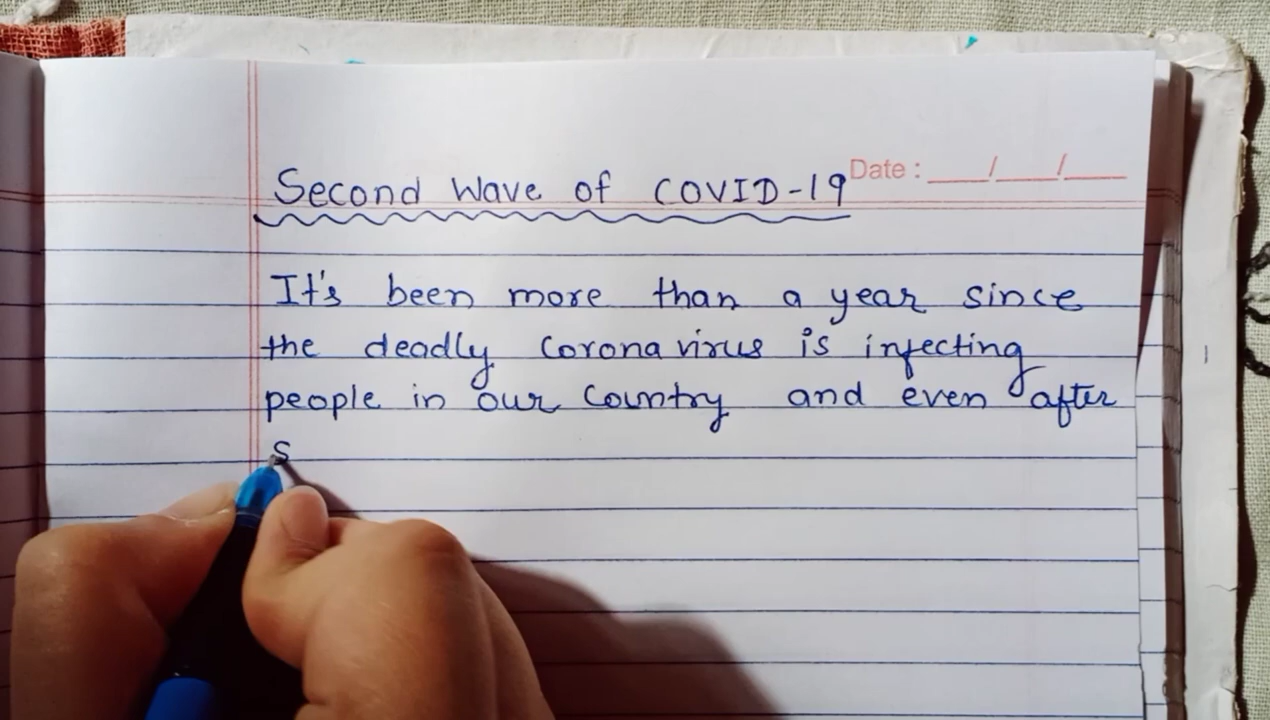 Second Wave of COVID-19
Date : ___/___/___
It's been more than a year since
the deadly Corona virus is infecting
people in our Country and even after
s